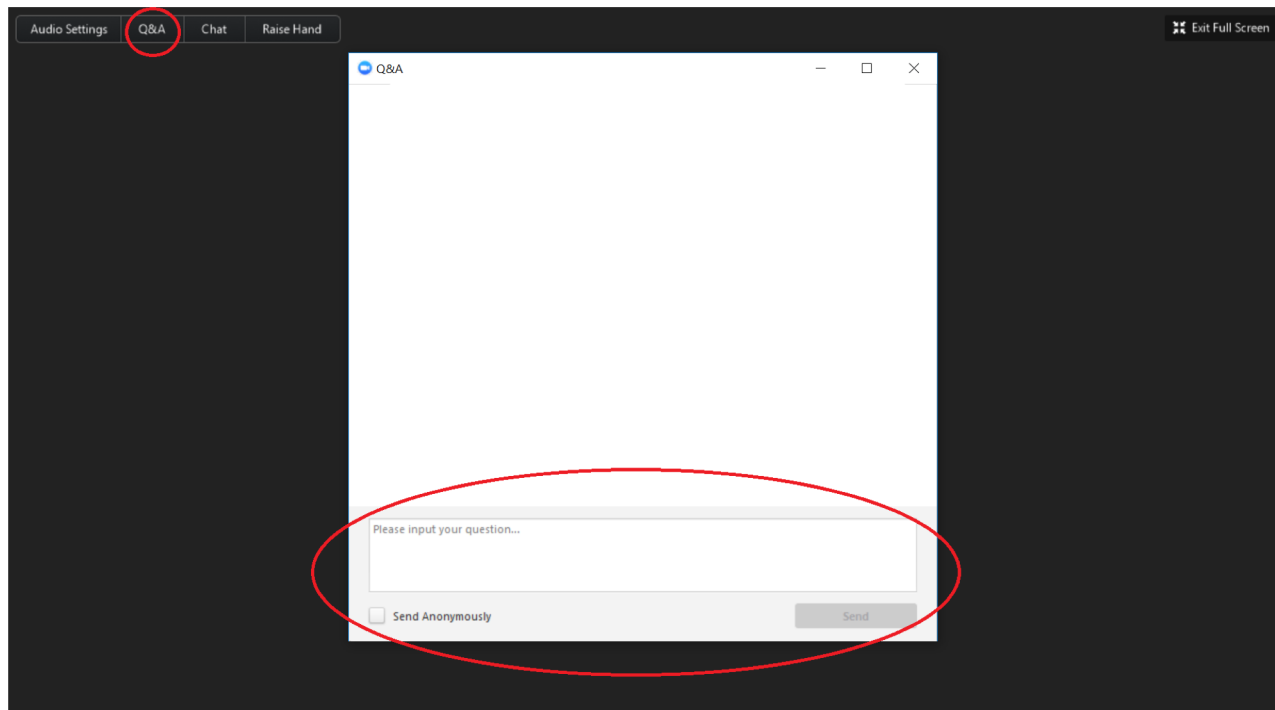 Audio Settings Q&A Chat Raise Hand Exit Full Screen
Q&A
Please input your question...
Send Anonymously Send